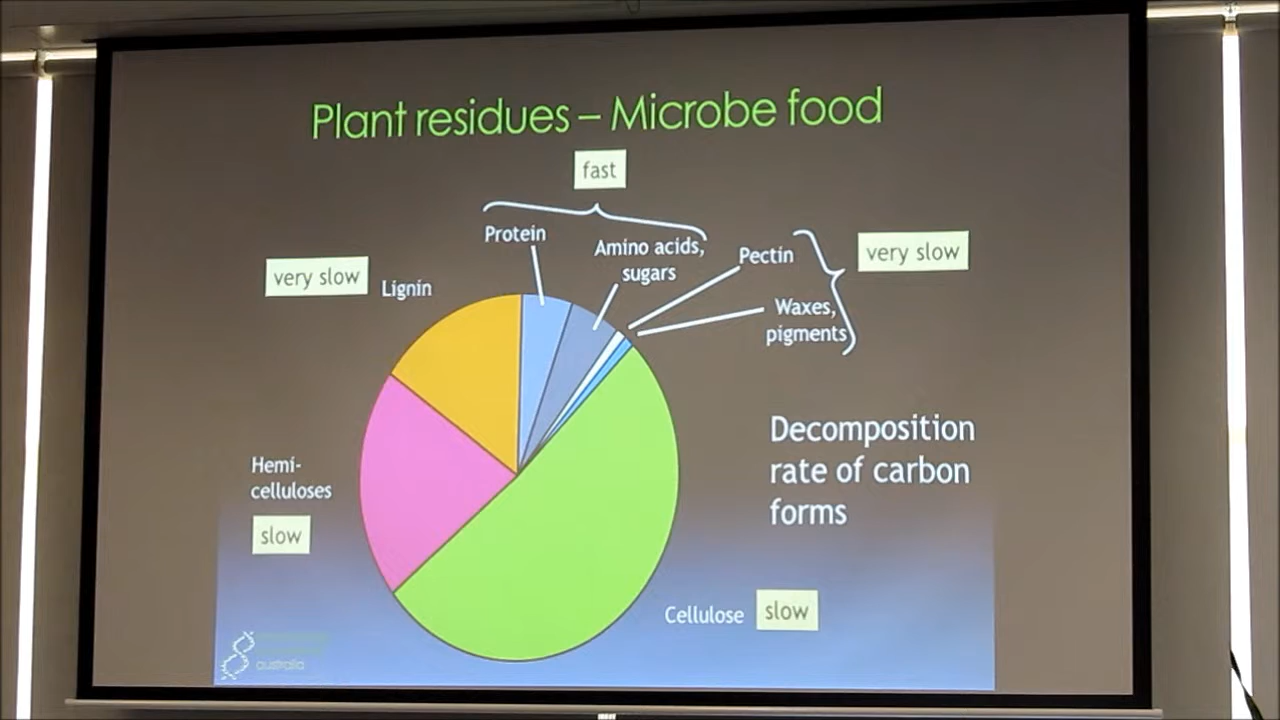 Plant residues – Microbe food
fast
Protein
Amino acids,
sugars
Pectin
very slow
Waxes,
pigments
very slow
Lignin
Hemi-
celluloses
slow
Decomposition
rate of carbon
forms
Cellulose
slow
australia